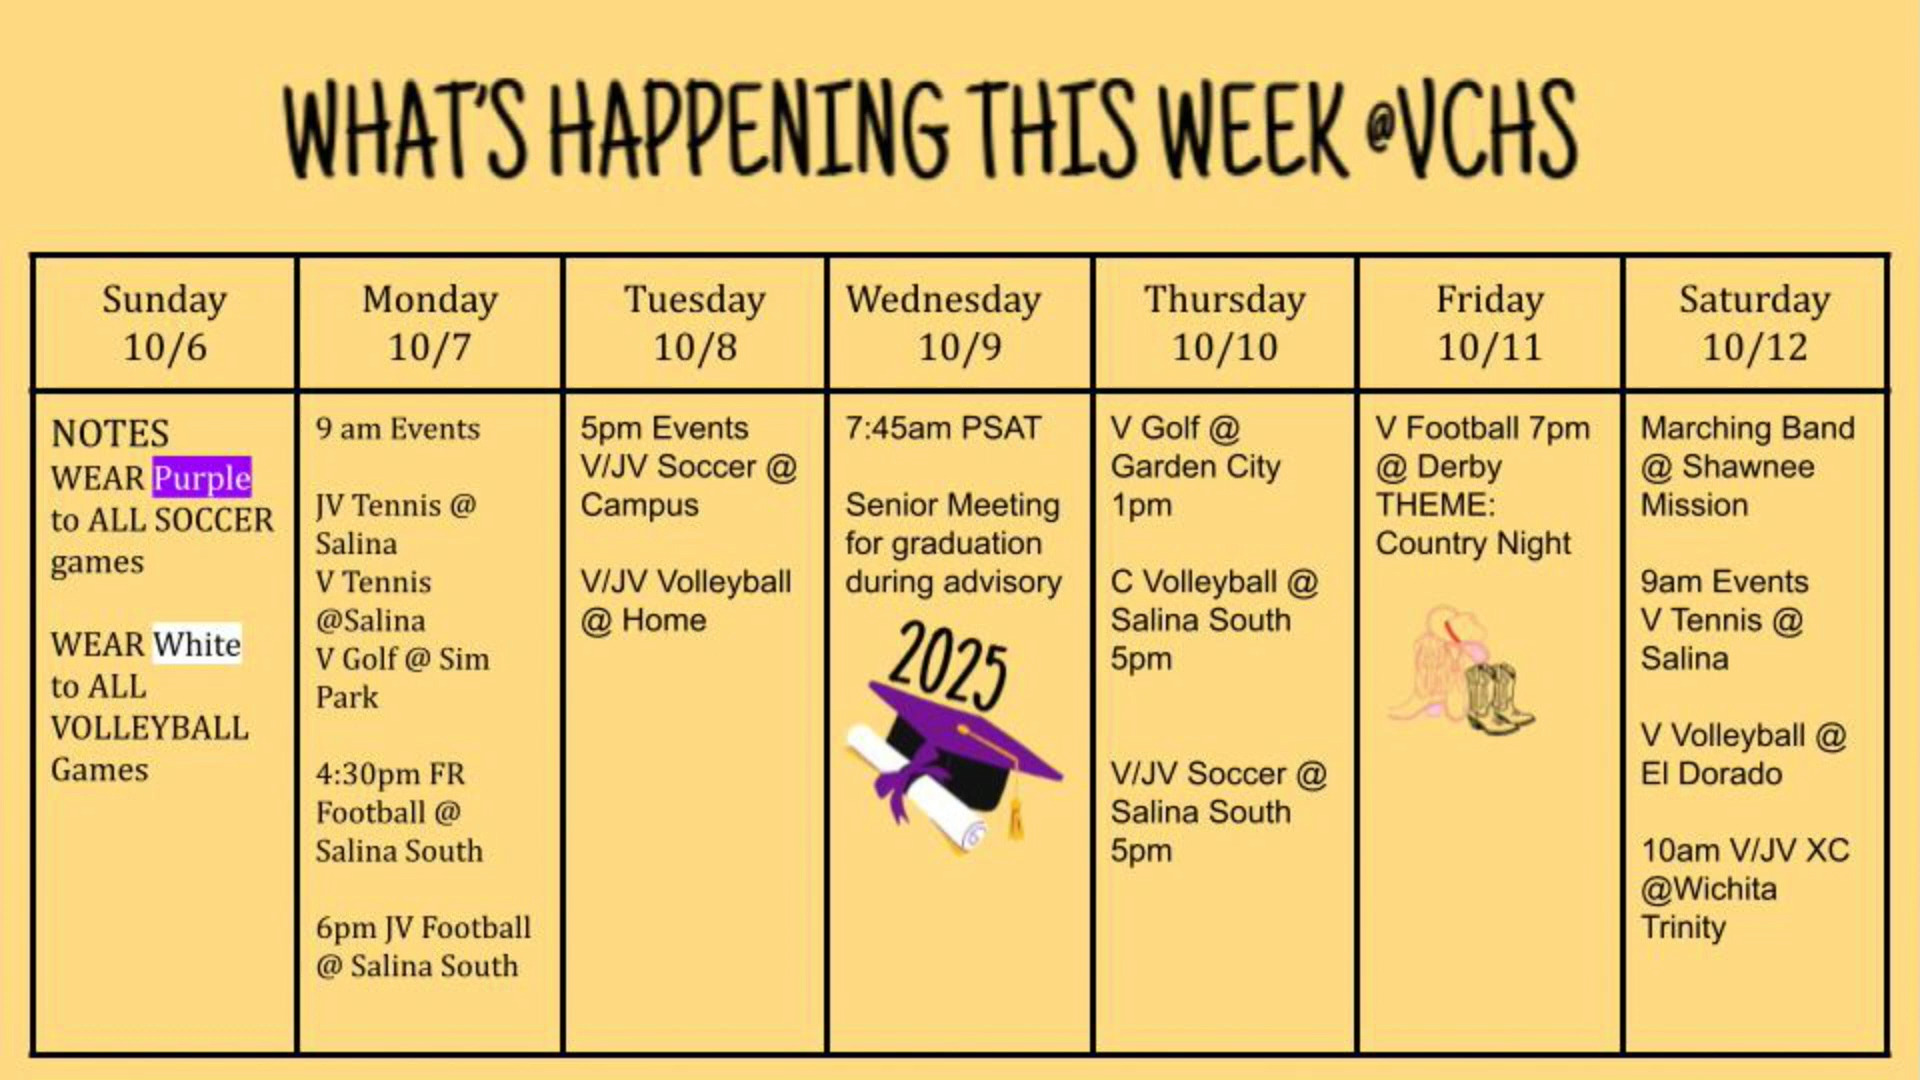 WHAT'S HAPPENING THIS WEEK @VCHS
Sunday
10/6
Monday
10/7
Tuesday
10/8
Wednesday
10/9
Thursday
10/10
Friday
10/11
Saturday
10/12
NOTES
WEAR Purple
to ALL SOCCER
games
WEAR White
to ALL
VOLLEYBALL
Games
9 am Events
JV Tennis @
Salina
V Tennis
@Salina
V Golf @ Sim
Park
4:30pm FR
Football @
Salina South
6pm JV Football
@ Salina South
5pm Events
V/JV Soccer @
Campus
V/JV Volleyball
@ Home
7:45am PSAT
Senior Meeting
for graduation
during advisory
2025
V Golf @
Garden City
1pm
C Volleyball @
Salina South
5pm
V/JV Soccer @
Salina South
5pm
V Football 7pm
@ Derby
THEME:
Country Night
Marching Band
@ Shawnee
Mission
9am Events
V Tennis @
Salina
V Volleyball @
El Dorado
10am V/JV XC
@Wichita
Trinity